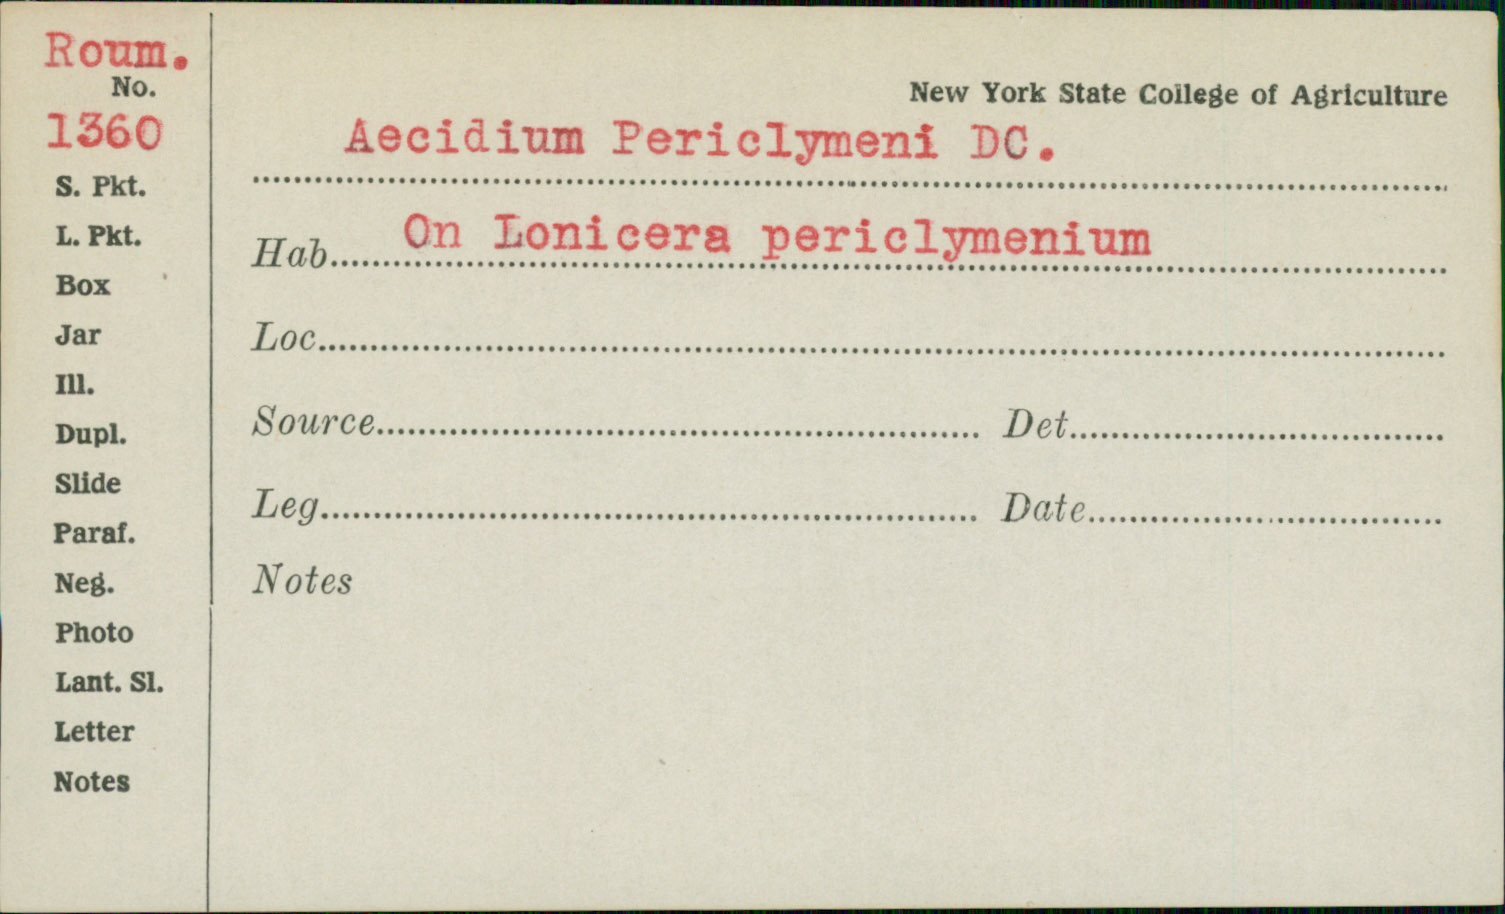 Roum.
No.
1360
S. Pkt.
L. Pkt.
Box
Jar
Ill.
Dupl.
Slide
Paraf.
Neg.
Photo
Lant. Sl.
Letter
Notes
New York State College of Agriculture
Aecidium Periclymeni DC.
Hab. On Lonicera periclymenium
Loc.
Source Det.
Leg. Date
Notes